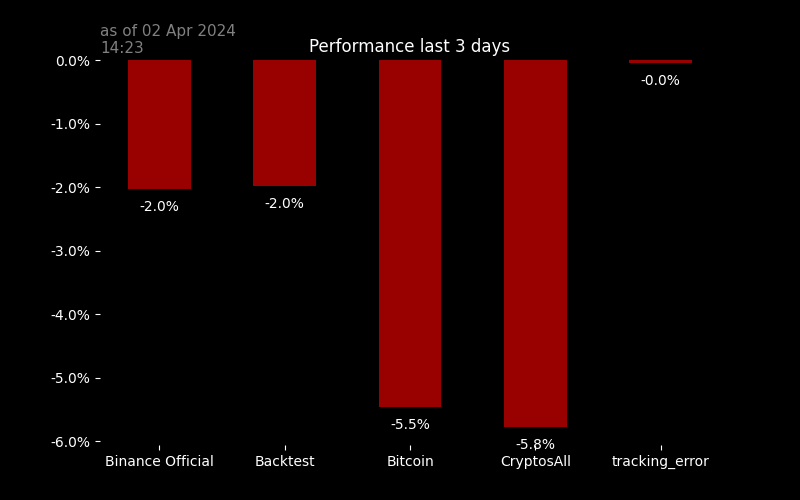 as of 02 Apr 2024
14:23
Performance last 3 days
0.0%
-1.0%
-2.0%
-3.0%
-4.0%
-5.0%
-6.0%
-2.0%
-2.0%
-5.5%
-5.8%
-0.0%
Binance Official
Backtest
Bitcoin
CryptosAll
tracking_error